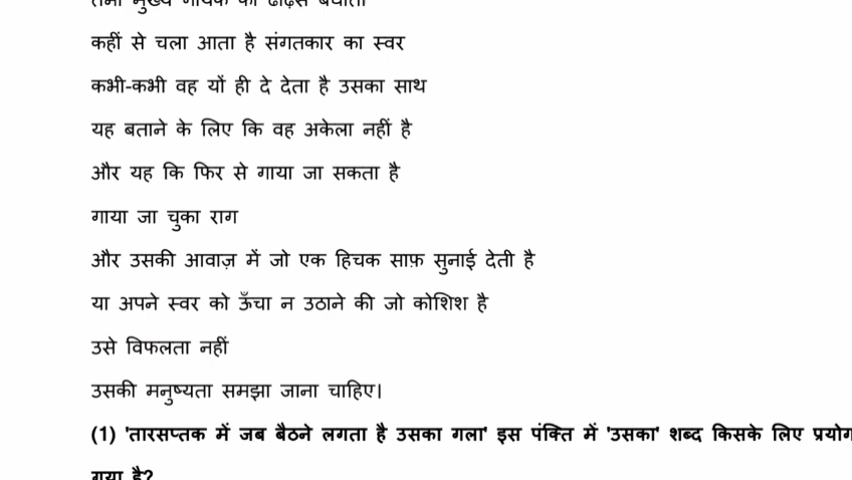 कहीं से चला आता है संगतकार का स्वर
कभी-कभी वह यों ही दे देता है उसका साथ
यह बताने के लिए कि वह अकेला नहीं है
और यह कि फिर से गाया जा सकता है
गाया जा चुका राग
और उसकी आवाज़ में जो एक हिचक साफ़ सुनाई देती है
या अपने स्वर को ऊँचा न उठाने की जो कोशिश है
उसे विफलता नहीं
उसकी मनुष्यता समझा जाना चाहिए।
(1) 'तारसप्तक में जब बैठने लगता है उसका गला' इस पंक्ति में 'उसका' शब्द किसके लिए प्रयोग
गया है?